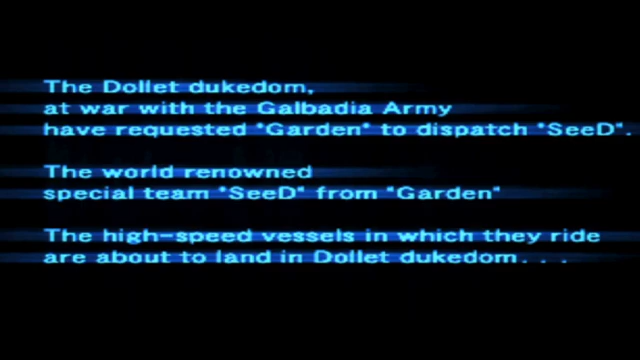 The Dollet dukedom,
at war with the Galbadia Army
have requested "Garden" to dispatch "SeeD".
The world renowned
special team "SeeD" from "Garden"
The high-speed vessels in which they ride
are about to land in Dollet dukedom...